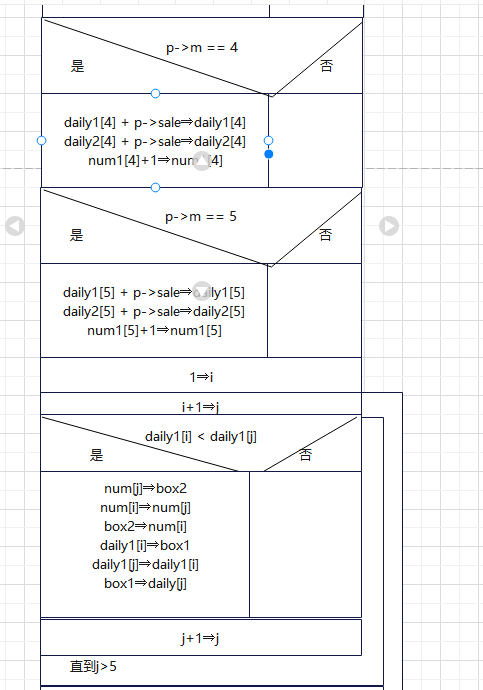 p->m == 4
是
否
daily1[4] + p->sale⇒daily1[4]
daily2[4] + p->sale⇒daily2[4]
num1[4]+1⇒num1[4]
p->m == 5
是
否
daily1[5] + p->sale⇒daily1[5]
daily2[5] + p->sale⇒daily2[5]
num1[5]+1⇒num1[5]
1⇒i
i+1⇒j
daily1[i] < daily1[j]
是
否
num[j]⇒box2
num[i]⇒num[j]
box2⇒num[i]
daily1[i]⇒box1
daily1[j]⇒daily1[i]
box1⇒daily[j]
j+1⇒j
直到j>5